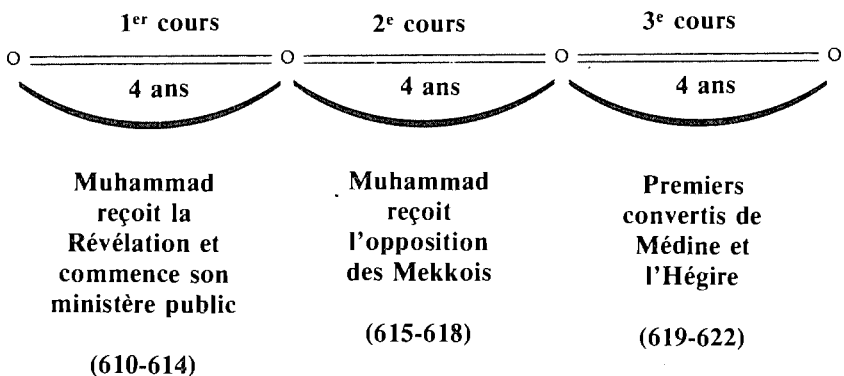 1er cours 2e cours 3e cours
4 ans 4 ans 4 ans
Muhammad
reçoit la
Révélation et
commence son
ministère public
(610-614)
Muhammad
reçoit
l'opposition
des Mekkois
(615-618)
Premiers
convertis de
Médine et
l'Hégire
(619-622)